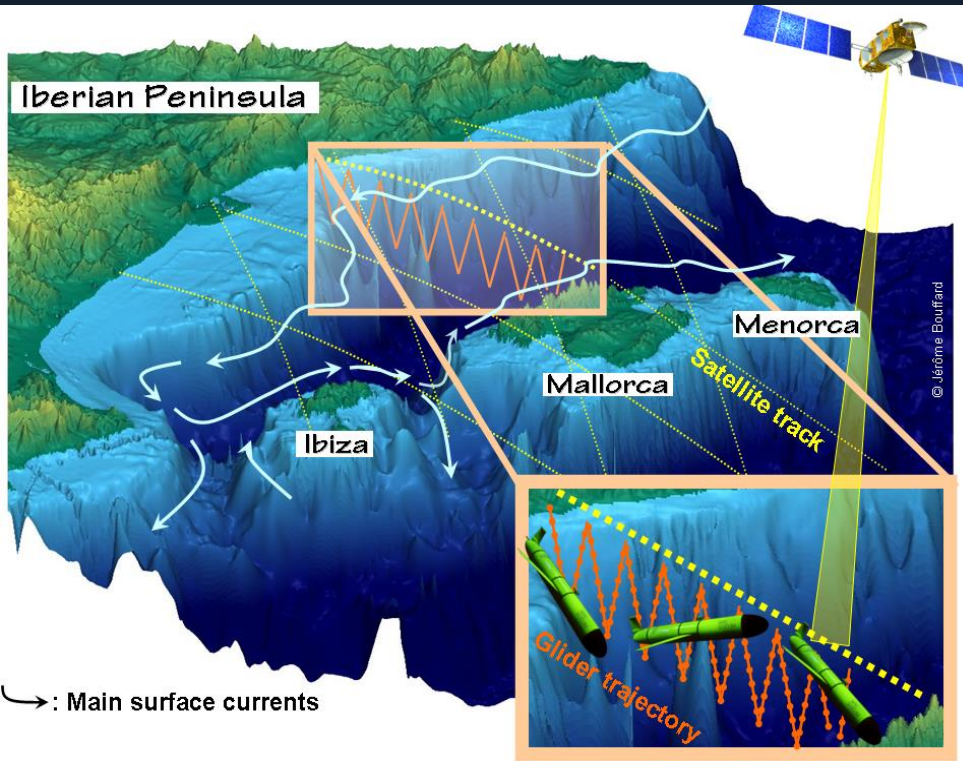 Iberian Peninsula
© Jérôme Bouffard
Menorca
Mallorca
Satellite track
Ibiza
Glider trajectory
: Main surface currents